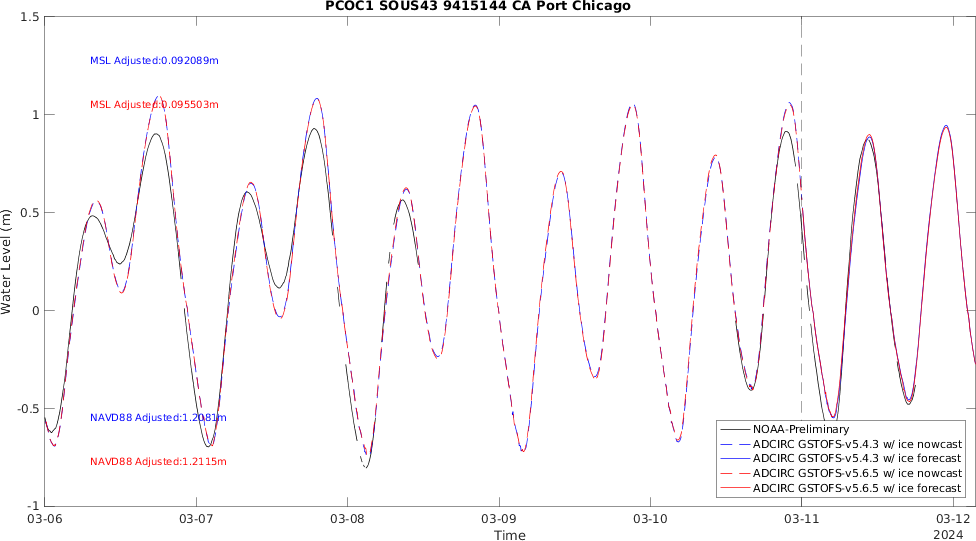 PCOC1 SOUS43 9415144 CA Port Chicago
1.5
1
0.5
0
-0.5
-1
Water Level (m)
MSL Adjusted:0.092089m
MSL Adjusted:0.095503m
NAVD88 Adjusted:1.2081m
NAVD88 Adjusted:1.2115m
NOAA-Preliminary
ADCIRC GSTOFS-v5.4.3 w/ ice nowcast
ADCIRC GSTOFS-v5.4.3 w/ ice forecast
ADCIRC GSTOFS-v5.6.5 w/ ice nowcast
ADCIRC GSTOFS-v5.6.5 w/ ice forecast
03-06 03-07 03-08 03-09 03-10 03-11 03-12
2024
Time